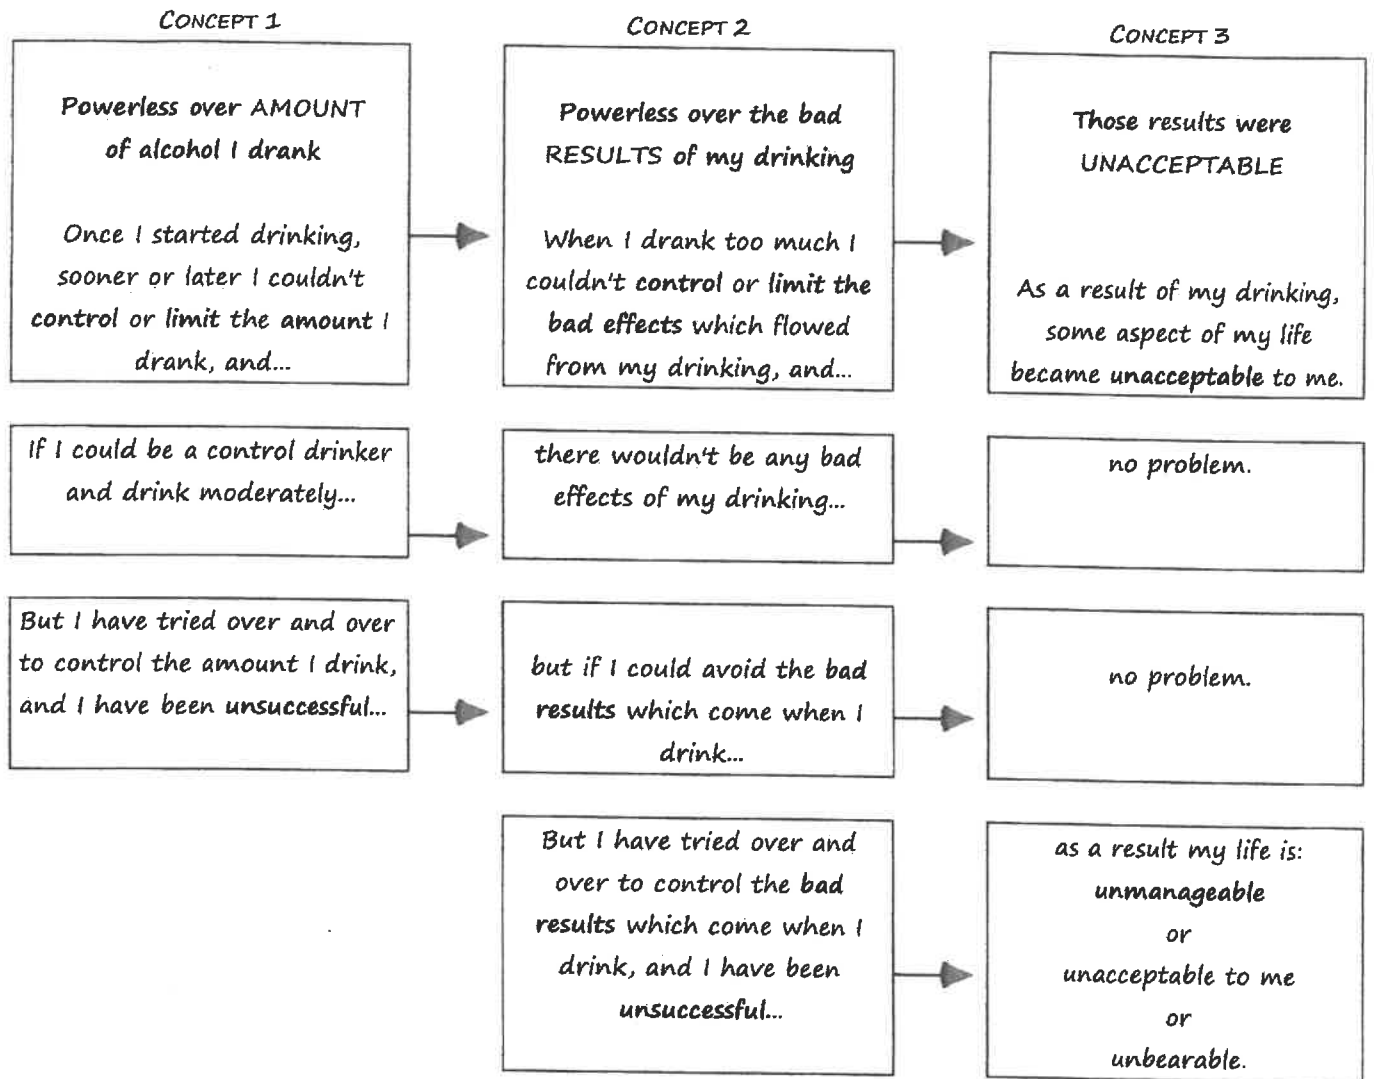 CONCEPT 1
Powerless over AMOUNT
of alcohol I drank
Once I started drinking,
sooner or later I couldn't
control or limit the amount I
drank, and...
CONCEPT 2
Powerless over the bad
RESULTS of my drinking
When I drank too much I
couldn't control or limit the
bad effects which flowed
from my drinking, and...
CONCEPT 3
Those results were
UNACCEPTABLE
As a result of my drinking,
some aspect of my life
became unacceptable to me.
If I could be a control drinker
and drink moderately...
there wouldn't be any bad
effects of my drinking...
no problem.
But I have tried over and over
to control the amount I drink,
and I have been unsuccessful...
but if I could avoid the bad
results which come when I
drink...
no problem.
But I have tried over and
over to control the bad
results which come when I
drink, and I have been
unsuccessful...
as a result my life is:
unmanageable
or
unacceptable to me
or
unbearable.